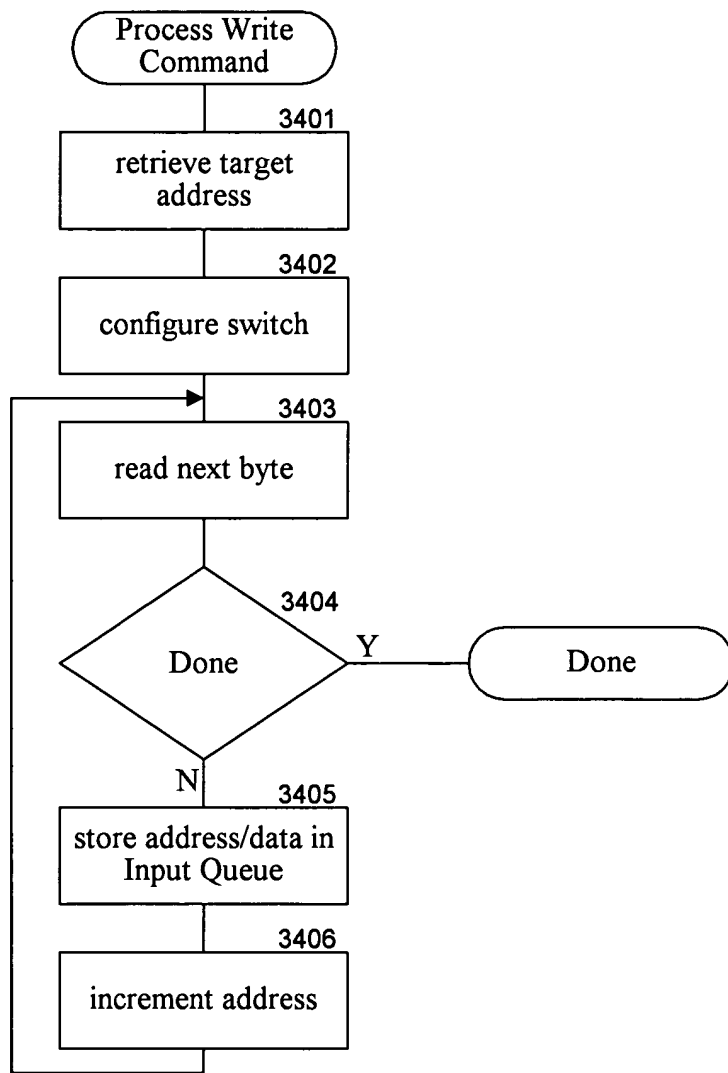 Process Write
Command
3401
retrieve target
address
3402
configure switch
3403
read next byte
3404
Done
Y
Done
N
3405
store address/data in
Input Queue
3406
increment address